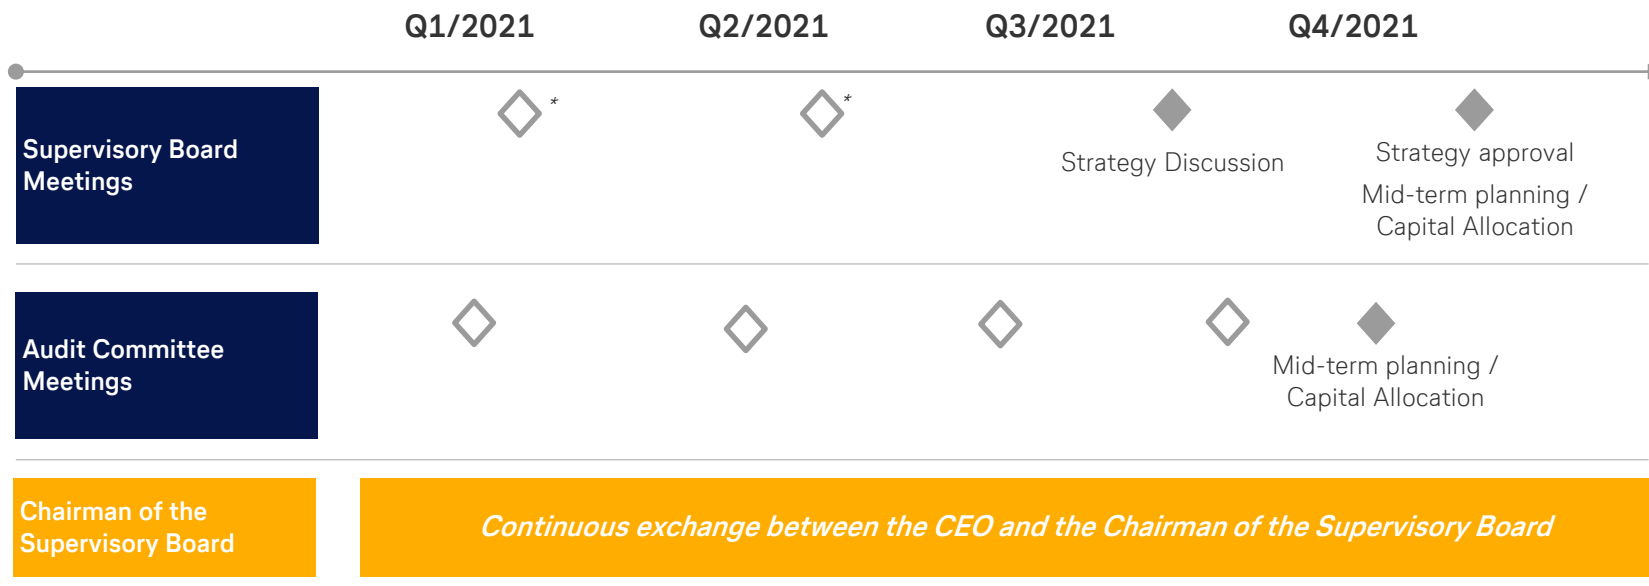 Q1/2021 Q2/2021 Q3/2021 Q4/2021
* *
Supervisory Board
Meetings
Strategy Discussion
Strategy approval
Mid-term planning /
Capital Allocation
Audit Committee
Meetings
Mid-term planning /
Capital Allocation
Chairman of the
Supervisory Board
Continuous exchange between the CEO and the Chairman of the Supervisory Board